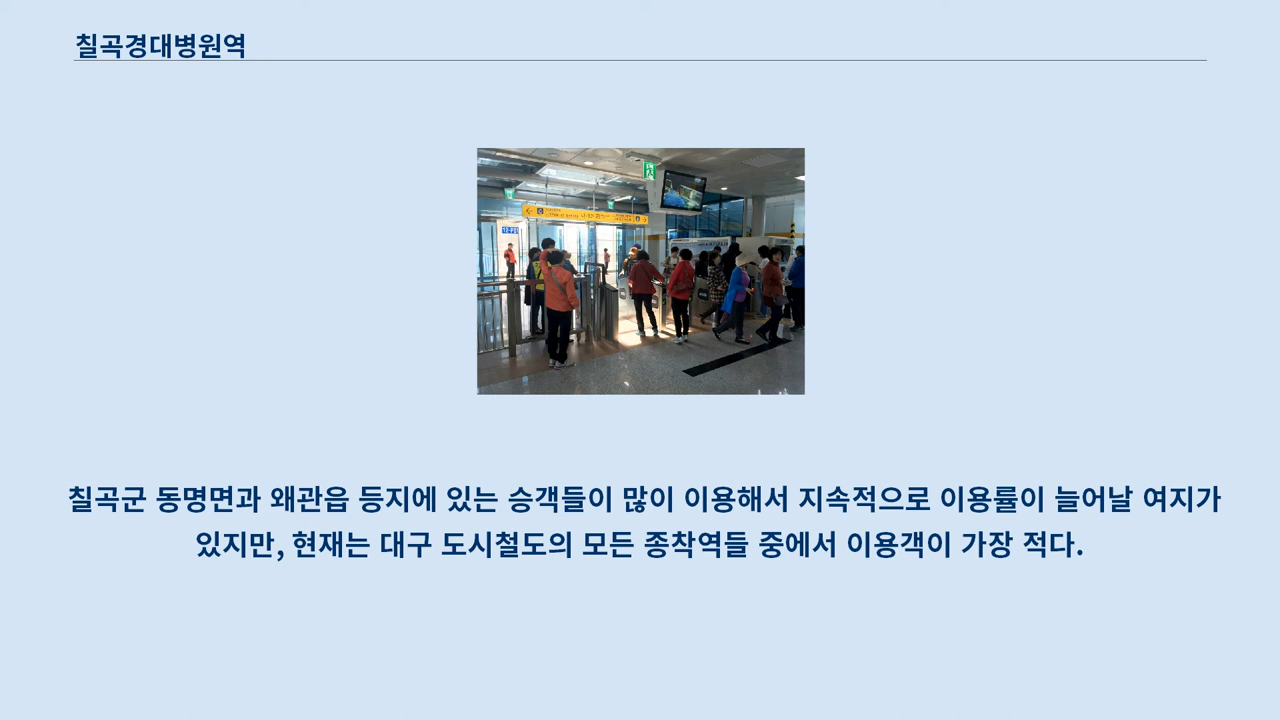 칠곡경대병원역
칠곡군 동명면과 왜관읍 등지에 있는 승객들이 많이 이용해서 지속적으로 이용률이 늘어날 여지가
있지만, 현재는 대구 도시철도의 모든 종착역들 중에서 이용객이 가장 적다.